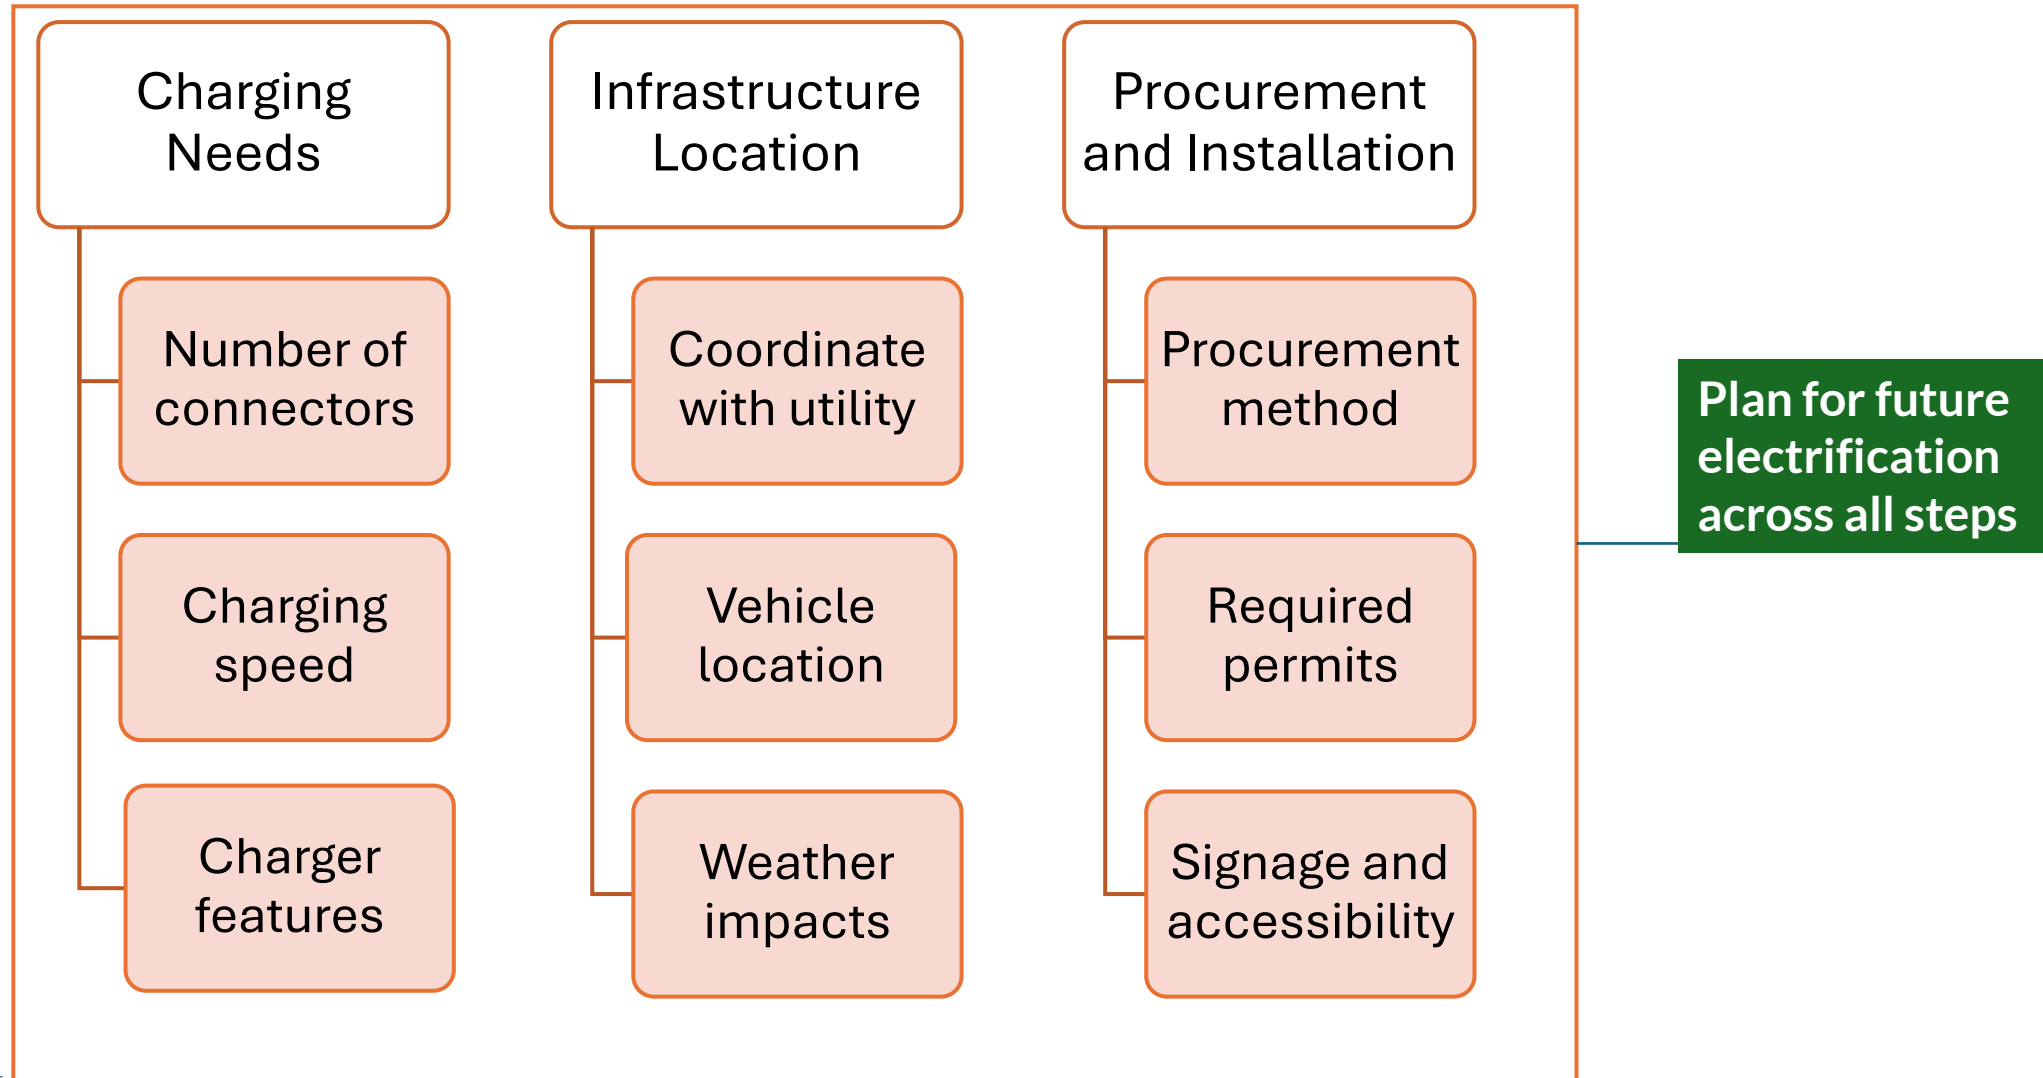 Charging
Needs
Number of
connectors
Charging
speed
Charger
features
Infrastructure
Location
Coordinate
with utility
Vehicle
location
Weather
impacts
Procurement
and Installation
Procurement
method
Required
permits
Signage and
accessibility
Plan for future
electrification
across all steps